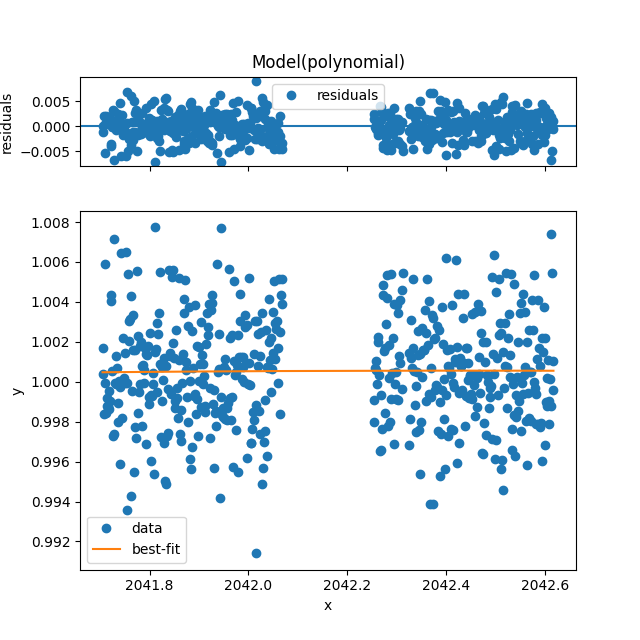 Model(polynomial)
residuals
0.005
0.000
−0.005
residuals
1.008
1.006
1.004
1.002
1.000
0.998
0.996
0.994
0.992
y
data
best-fit
2041.8 2042.0 2042.2 2042.4 2042.6
x